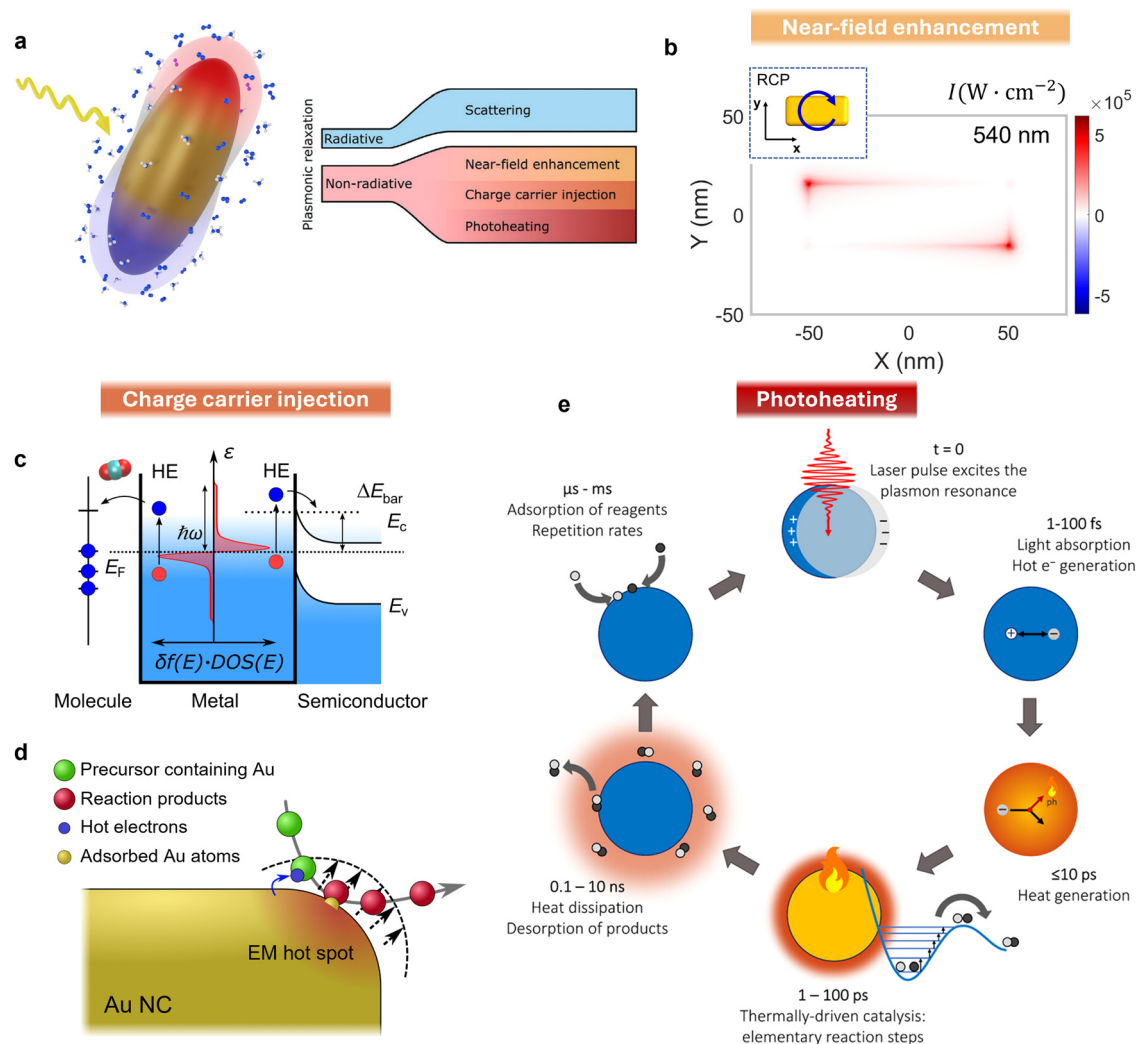 a
Plasmonic relaxation
Radiative
Non-radiative
Scattering
Near-field enhancement
Charge carrier injection
Photoheating
Near-field enhancement
b
RCP
y
x
I(W · cm⁻²)
540 nm
×10⁵
5
0
-5
50
0
-50
Y (nm)
-50
0
50
X (nm)
Charge carrier injection
c
HE
ε
HE
ΔE_bar
ħω
E_c
E_F
E_v
δf(E)·DOS(E)
Molecule
Metal
Semiconductor
d
Precursor containing Au
Reaction products
Hot electrons
Adsorbed Au atoms
EM hot spot
Au NC
e
Photoheating
t = 0
Laser pulse excites the
plasmon resonance
+
+
+
−
−
−
1-100 fs
Light absorption
Hot e⁻ generation
+
−
−
ph
≤10 ps
Heat generation
1 – 100 ps
Thermally-driven catalysis:
elementary reaction steps
0.1 – 10 ns
Heat dissipation
Desorption of products
µs - ms
Adsorption of reagents
Repetition rates